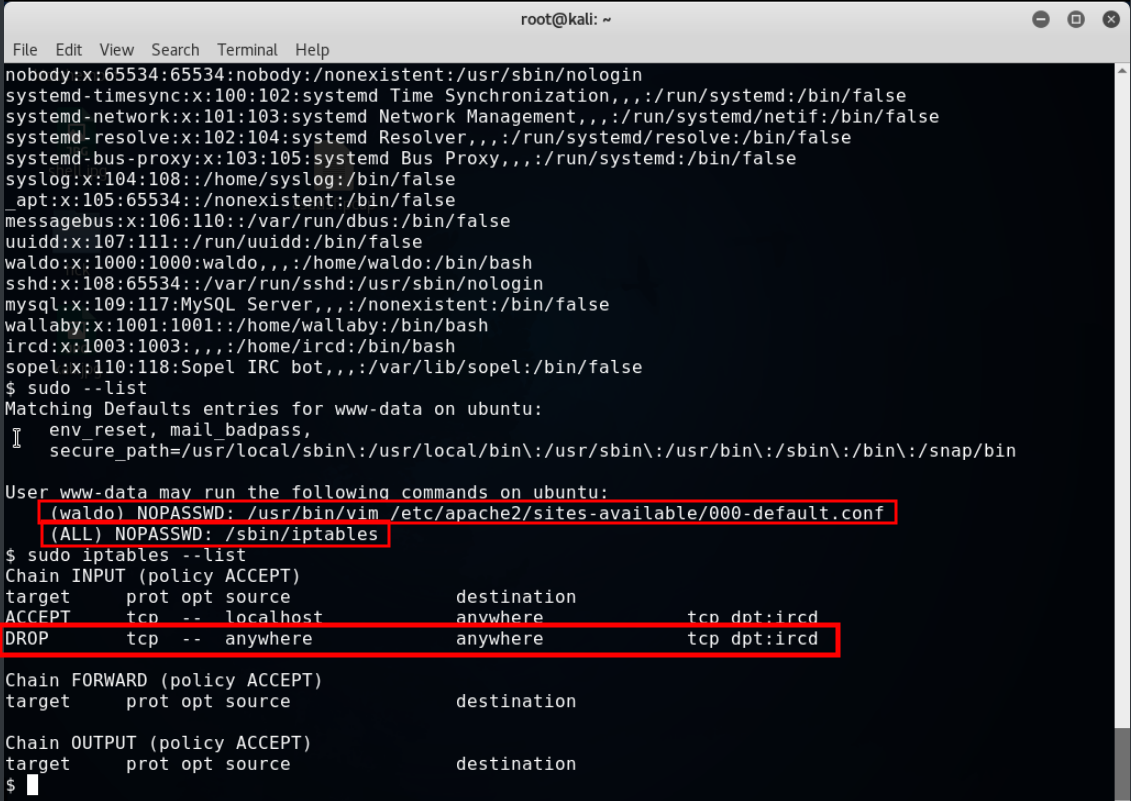 root@kali: ~
File Edit View Search Terminal Help
nobody:x:65534:65534:nobody:/nonexistent:/usr/sbin/nologin
systemd-timesync:x:100:102:systemd Time Synchronization,,,:/run/systemd:/bin/false
systemd-network:x:101:103:systemd Network Management,,,:/run/systemd/netif:/bin/false
systemd-resolve:x:102:104:systemd Resolver,,,:/run/systemd/resolve:/bin/false
systemd-bus-proxy:x:103:105:systemd Bus Proxy,,,:/run/systemd:/bin/false
syslog:x:104:108::/home/syslog:/bin/false
_apt:x:105:65534::/nonexistent:/bin/false
messagebus:x:106:110::/var/run/dbus:/bin/false
uuidd:x:107:111::/run/uuidd:/bin/false
waldo:x:1000:1000:waldo,,,:/home/waldo:/bin/bash
sshd:x:108:65534::/var/run/sshd:/usr/sbin/nologin
mysql:x:109:117:MySQL Server,,,:/nonexistent:/bin/false
wallaby:x:1001:1001::/home/wallaby:/bin/bash
ircd:x:1003:1003:,,,:/home/ircd:/bin/bash
sopel:x:110:118:Sopel IRC bot,,,:/var/lib/sopel:/bin/false
$ sudo --list
Matching Defaults entries for www-data on ubuntu:
    env_reset, mail_badpass,
    secure_path=/usr/local/sbin\:/usr/local/bin\:/usr/sbin\:/usr/bin\:/sbin\:/bin\:/snap/bin
User www-data may run the following commands on ubuntu:
    (waldo) NOPASSWD: /usr/bin/vim /etc/apache2/sites-available/000-default.conf
    (ALL) NOPASSWD: /sbin/iptables
$ sudo iptables --list
Chain INPUT (policy ACCEPT)
target     prot opt source               destination
ACCEPT     tcp  --  localhost            anywhere             tcp dpt:ircd
DROP       tcp  --  anywhere             anywhere             tcp dpt:ircd
Chain FORWARD (policy ACCEPT)
target     prot opt source               destination
Chain OUTPUT (policy ACCEPT)
target     prot opt source               destination
$